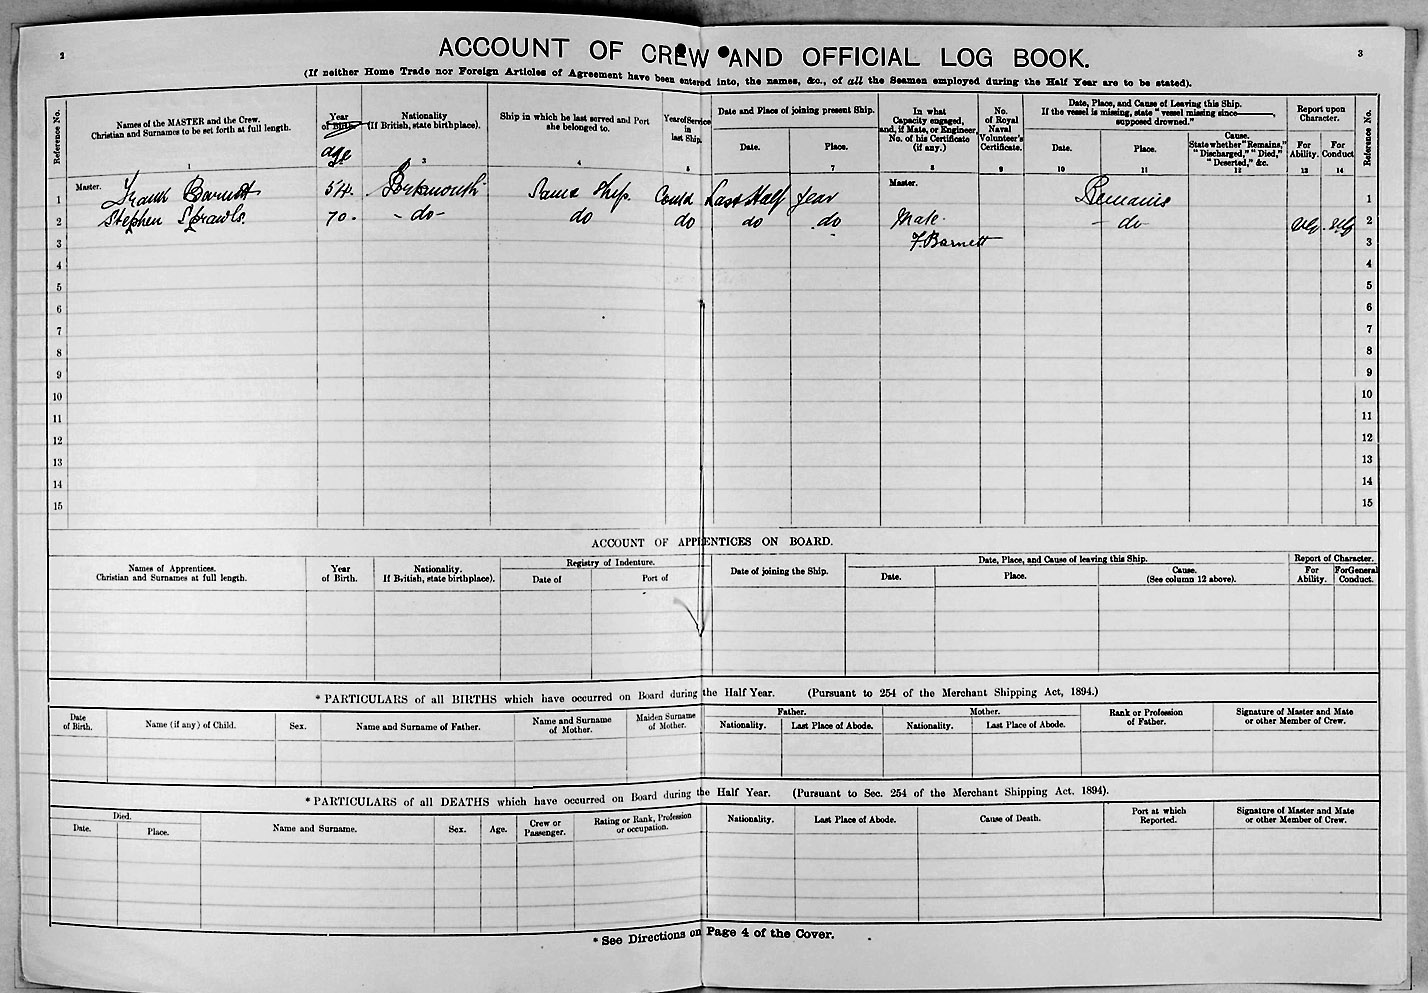 2
3
ACCOUNT OF CREW AND OFFICIAL LOG BOOK.
(If neither Home Trade nor Foreign Articles of Agreement have been entered into, the names, &c., of all the Seamen employed during the Half Year are to be stated).
Reference No.
Names of the MASTER and the Crew.
Christian and Surnames to be set forth at full length.
1
Year
of Birth.
age
Nationality
(If British, state birthplace).
3
Ship in which he last served and Port
she belonged to.
4
Year of Service
in
last Ship.
5
Date and Place of joining present Ship.
Date.
Place.
7
In what
Capacity engaged,
and, if Mate, or Engineer,
No. of his Certificate
(if any.)
8
No.
of Royal
Naval
Volunteer's
Certificate.
9
Date, Place, and Cause of Leaving this Ship.
If the vessel is missing, state "vessel missing since———,
supposed drowned."
Date.
10
Place.
11
Cause.
State whether "Remains,"
"Discharged," "Died,"
"Deserted," &c.
12
Report upon
Character.
For
Ability.
13
For
Conduct
14
Reference No.
1 Master. Frank Barnett 54. Portsmouth Same Ship. Could Last Half Year Master. Remains 1
2 Stephen Sprawls. 70. - do - do do do do Mate. - do V.G. V.G. 2
3 F. Barnett 3
4 4
5 5
6 6
7 7
8 8
9 9
10 10
11 11
12 12
13 13
14 14
15 15
ACCOUNT OF APPRENTICES ON BOARD.
Names of Apprentices.
Christian and Surnames at full length.
Year
of Birth.
Nationality.
If British, state birthplace).
Registry of Indenture.
Date of
Port of
Date of joining the Ship.
Date, Place, and Cause of leaving this Ship.
Date.
Place.
Cause.
(See column 12 above).
Report of Character.
For
Ability.
For General
Conduct.
* PARTICULARS of all BIRTHS which have occurred on Board during the Half Year. (Pursuant to 254 of the Merchant Shipping Act, 1894.)
Date
of Birth.
Name (if any) of Child.
Sex.
Name and Surname of Father.
Name and Surname
of Mother.
Maiden Surname
of Mother.
Father.
Nationality.
Last Place of Abode.
Mother.
Nationality.
Last Place of Abode.
Rank or Profession
of Father.
Signature of Master and Mate
or other Member of Crew.
* PARTICULARS of all DEATHS which have occurred on Board during the Half Year. (Pursuant to Sec. 254 of the Merchant Shipping Act. 1894).
Died.
Date.
Place.
Name and Surname.
Sex.
Age.
Crew or
Passenger.
Rating or Rank, Profession
or occupation.
Nationality.
Last Place of Abode.
Cause of Death.
Port at which
Reported.
Signature of Master and Mate
or other Member of Crew.
* See Directions on Page 4 of the Cover.